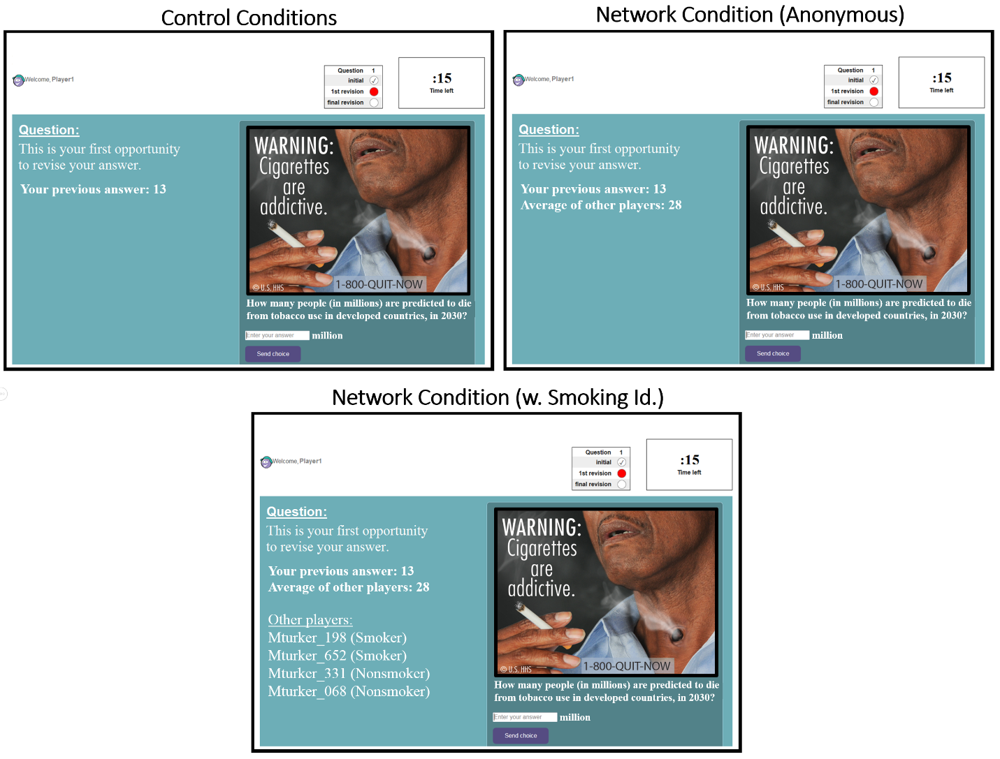 Control Conditions
Welcome, Player1
Question 1
initial
1st revision
final revision
:15
Time left
Question:
This is your first opportunity
to revise your answer.
Your previous answer: 13
WARNING:
Cigarettes
are
addictive.
© U.S. HHS
1-800-QUIT-NOW
How many people (in millions) are predicted to die
from tobacco use in developed countries, in 2030?
Enter your answer million
Send choice
Network Condition (Anonymous)
Welcome, Player1
Question 1
initial
1st revision
final revision
:15
Time left
Question:
This is your first opportunity
to revise your answer.
Your previous answer: 13
Average of other players: 28
WARNING:
Cigarettes
are
addictive.
© U.S. HHS
1-800-QUIT-NOW
How many people (in millions) are predicted to die
from tobacco use in developed countries, in 2030?
Enter your answer million
Send choice
Network Condition (w. Smoking Id.)
Welcome, Player1
Question 1
initial
1st revision
final revision
:15
Time left
Question:
This is your first opportunity
to revise your answer.
Your previous answer: 13
Average of other players: 28
Other players:
Mturker_198 (Smoker)
Mturker_652 (Smoker)
Mturker_331 (Nonsmoker)
Mturker_068 (Nonsmoker)
WARNING:
Cigarettes
are
addictive.
© U.S. HHS
1-800-QUIT-NOW
How many people (in millions) are predicted to die
from tobacco use in developed countries, in 2030?
Enter your answer million
Send choice